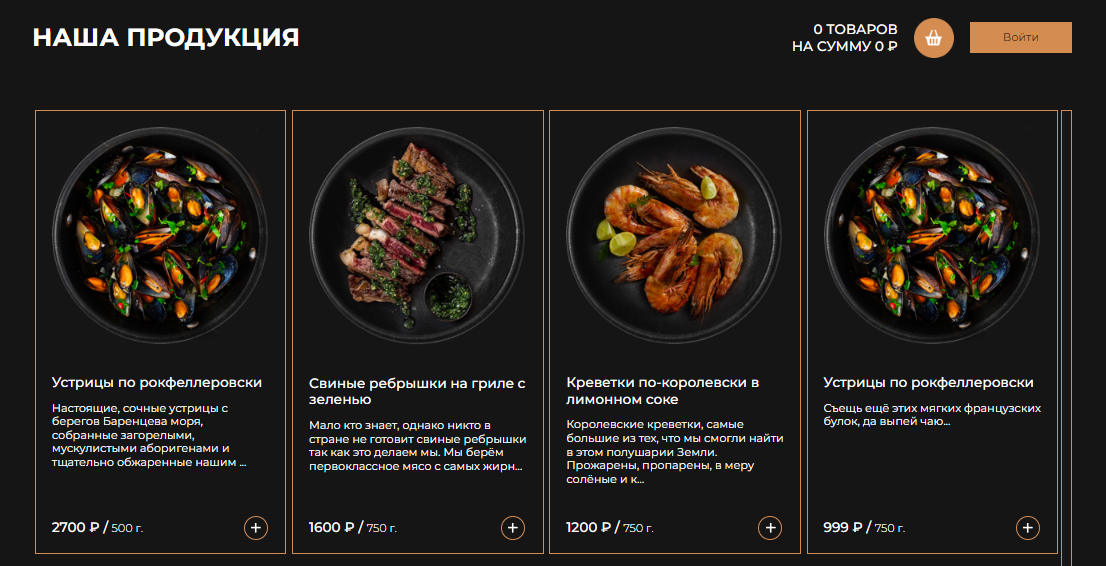 НАША ПРОДУКЦИЯ
0 ТОВАРОВ
НА СУММУ 0 ₽
Войти
Устрицы по рокфеллеровски
Настоящие, сочные устрицы с
берегов Баренцева моря,
собранные загорелыми,
мускулистыми аборигенами и
тщательно обжаренные нашим ...
2700 ₽ / 500 г.
Свиные ребрышки на гриле с
зеленью
Мало кто знает, однако никто в
стране не готовит свиные ребрышки
так как это делаем мы. Мы берём
первоклассное мясо с самых жирн...
1600 ₽ / 750 г.
Креветки по-королевски в
лимонном соке
Королевские креветки, самые
большие из тех, что мы смогли найти
в этом полушарии Земли.
Прожарены, пропарены, в меру
солёные и к...
1200 ₽ / 750 г.
Устрицы по рокфеллеровски
Съещь ещё этих мягких французских
булок, да выпей чаю...
999 ₽ / 750 г.